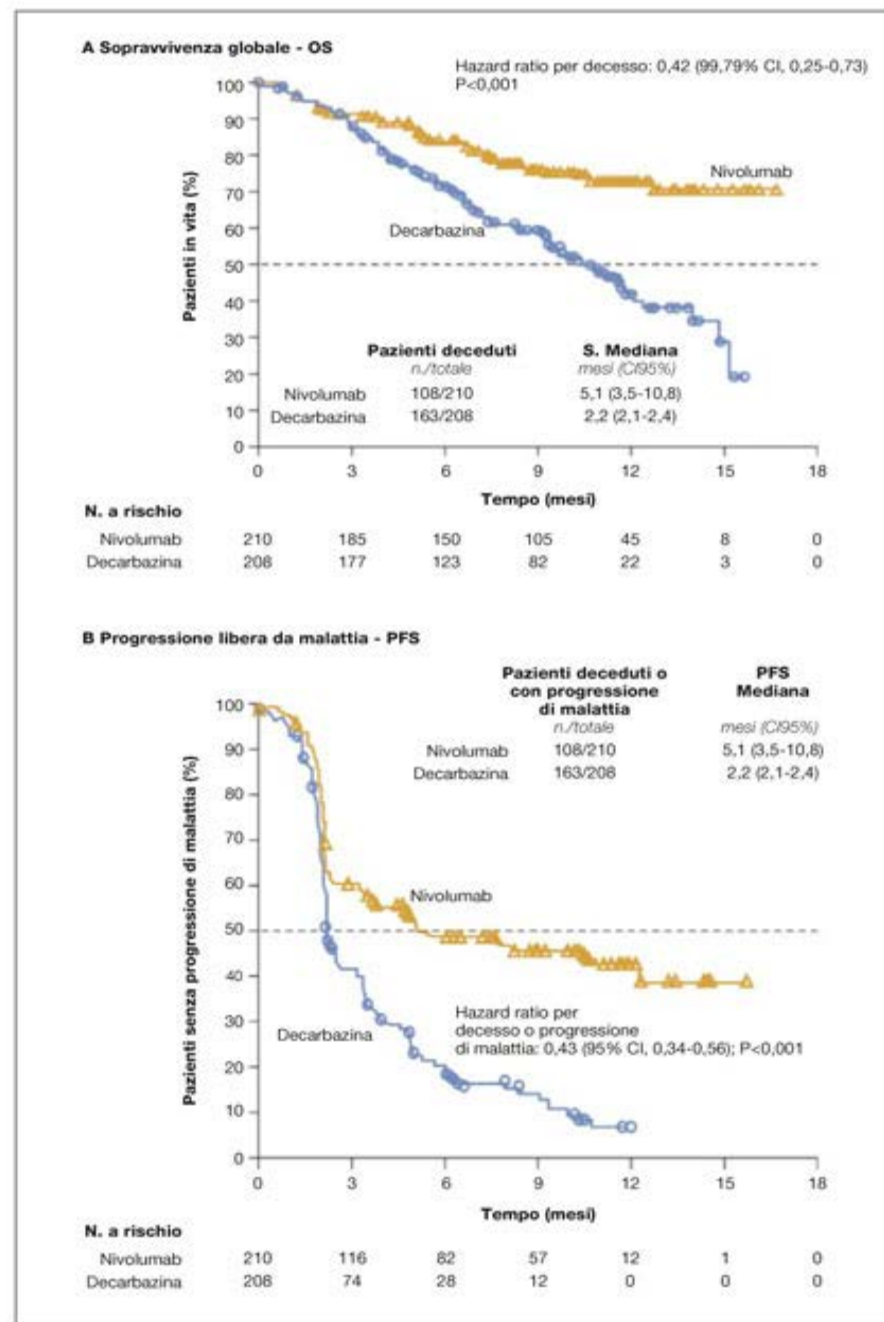 A Sopravvivenza globale - OS
Hazard ratio per decesso: 0,42 (99,79% CI, 0,25-0,73)
P<0,001
Pazienti in vita (%)
100
90
80
70
60
50
40
30
20
10
0
Nivolumab
Decarbazina
Pazienti deceduti S. Mediana
n./totale mesi (CI95%)
Nivolumab 108/210 5,1 (3,5-10,8)
Decarbazina 163/208 2,2 (2,1-2,4)
0 3 6 9 12 15 18
Tempo (mesi)
N. a rischio
Nivolumab 210 185 150 105 45 8 0
Decarbazina 208 177 123 82 22 3 0
B Progressione libera da malattia - PFS
Pazienti deceduti o PFS
con progressione Mediana
di malattia
n./totale mesi (CI95%)
Nivolumab 108/210 5,1 (3,5-10,8)
Decarbazina 163/208 2,2 (2,1-2,4)
Pazienti senza progressione di malattia (%)
100
90
80
70
60
50
40
30
20
10
0
Nivolumab
Decarbazina
Hazard ratio per
decesso o progressione
di malattia: 0,43 (95% CI, 0,34-0,56); P<0,001
0 3 6 9 12 15 18
Tempo (mesi)
N. a rischio
Nivolumab 210 116 82 57 12 1 0
Decarbazina 208 74 28 12 0 0 0